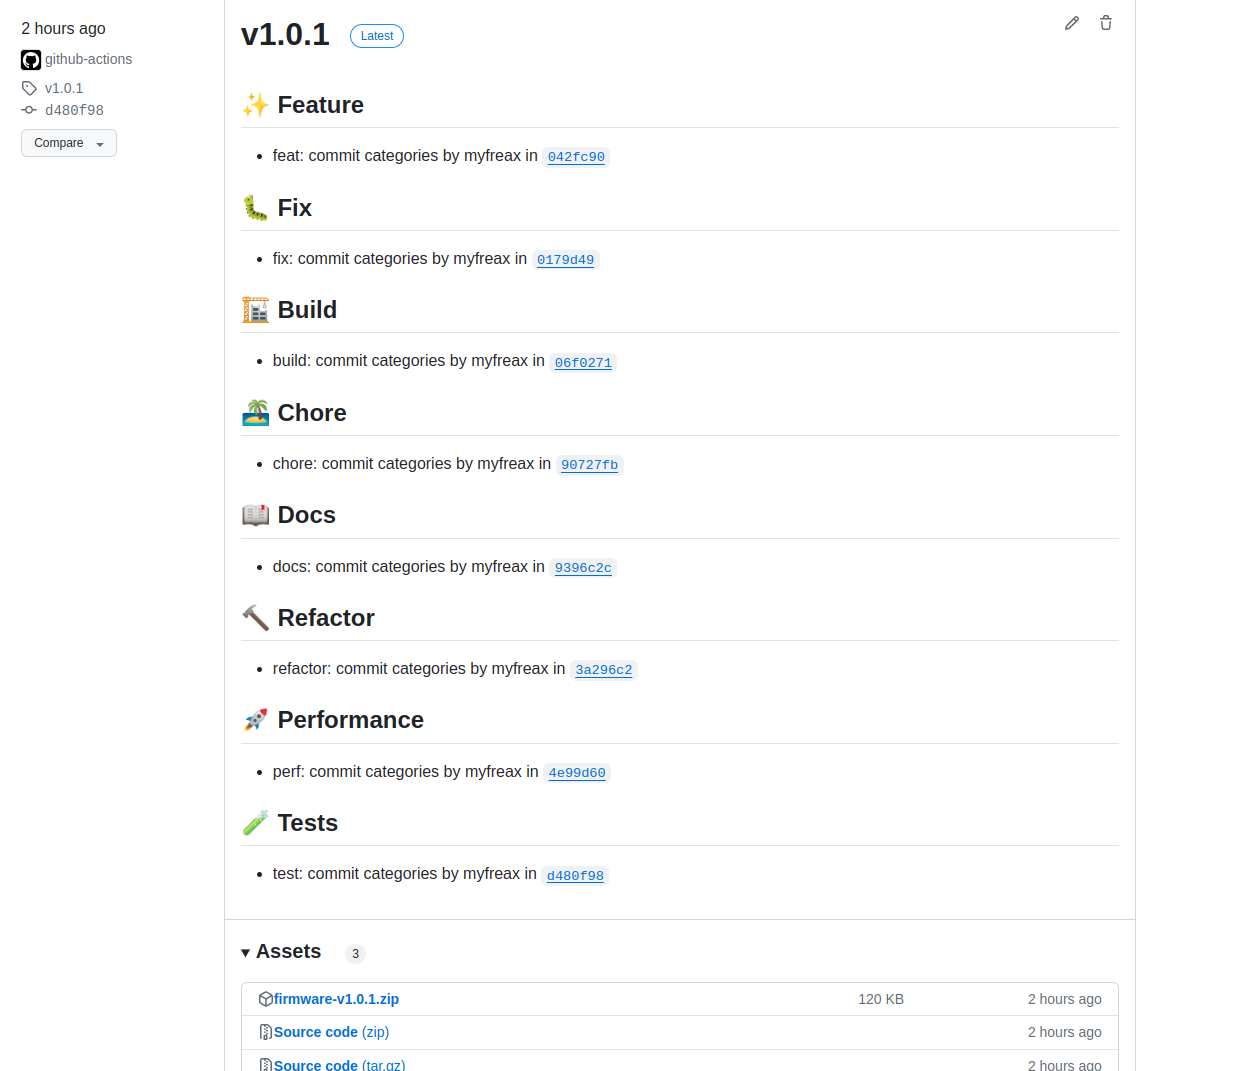 2 hours ago
github-actions
v1.0.1
d480f98
Compare
v1.0.1 Latest
✨ Feature
• feat: commit categories by myfreax in 042fc90
🐛 Fix
• fix: commit categories by myfreax in 0179d49
🏗 Build
• build: commit categories by myfreax in 06f0271
🏝 Chore
• chore: commit categories by myfreax in 90727fb
📖 Docs
• docs: commit categories by myfreax in 9396c2c
🔨 Refactor
• refactor: commit categories by myfreax in 3a296c2
🚀 Performance
• perf: commit categories by myfreax in 4e99d60
🧪 Tests
• test: commit categories by myfreax in d480f98
Assets 3
firmware-v1.0.1.zip 120 KB 2 hours ago
Source code (zip) 2 hours ago
Source code (tar.gz) 2 hours ago